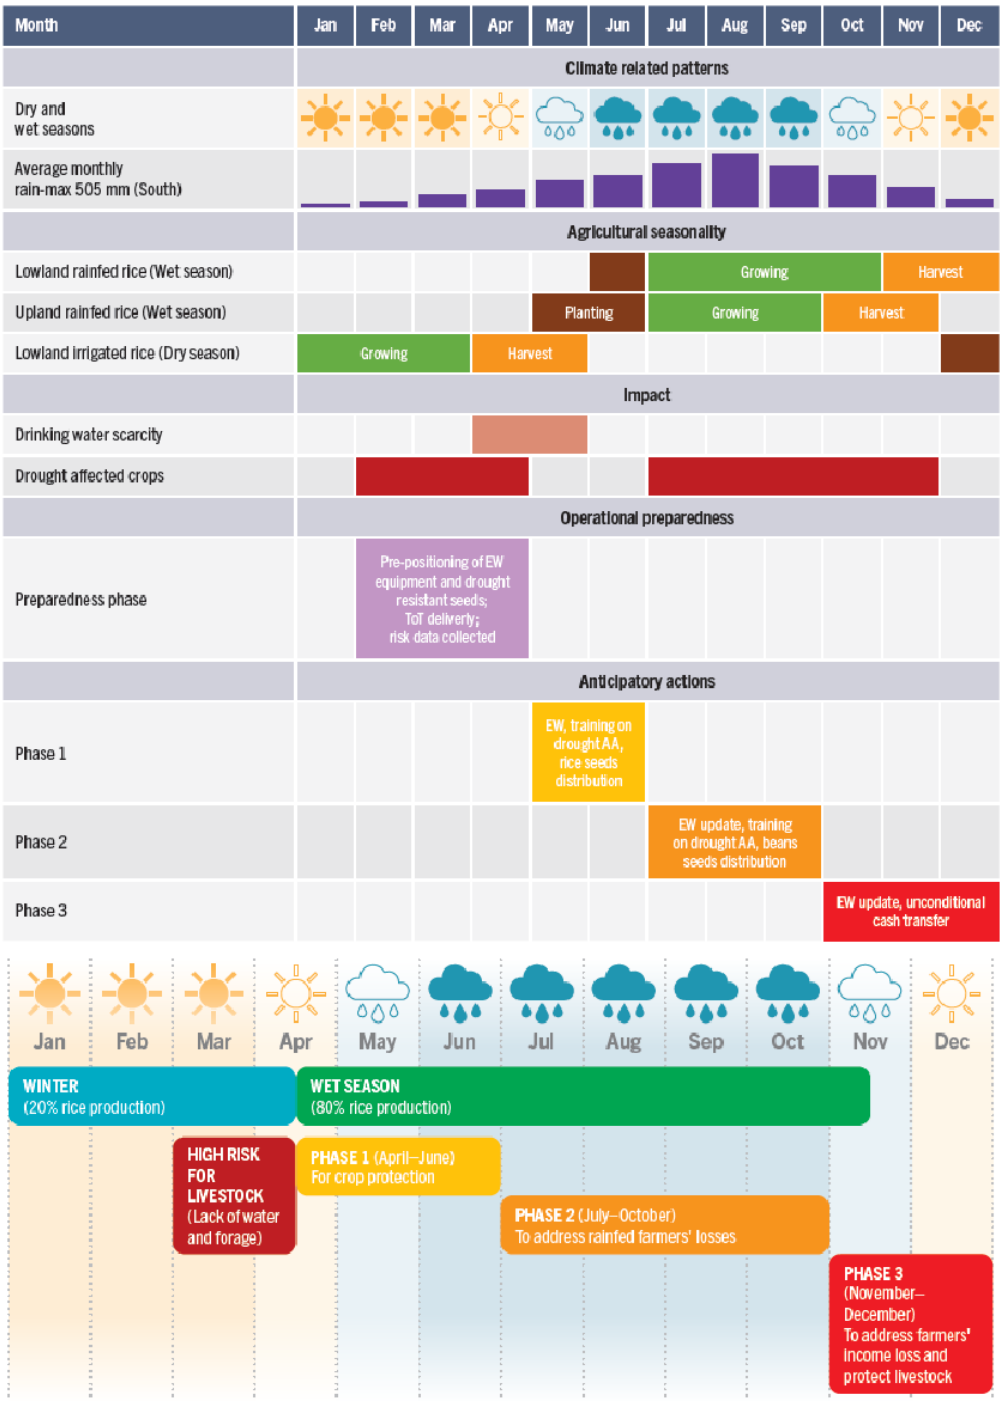 Month Jan Feb Mar Apr May Jun Jul Aug Sep Oct Nov Dec
Climate related patterns
Dry and
wet seasons
Average monthly
rain-max 505 mm (South)
Agricultural seasonality
Lowland rainfed rice (Wet season) Growing Harvest
Upland rainfed rice (Wet season) Planting Growing Harvest
Lowland irrigated rice (Dry season) Growing Harvest
Impact
Drinking water scarcity
Drought affected crops
Operational preparedness
Preparedness phase
Pre-positioning of EW
equipment and drought
resistant seeds;
ToT deliverty;
risk data collected
Anticipatory actions
Phase 1
EW, training on
drought AA,
rice seeds
distribution
Phase 2
EW update, training
on drought AA, beans
seeds distribution
Phase 3
EW update, unconditional
cash transfer
Jan Feb Mar Apr May Jun Jul Aug Sep Oct Nov Dec
WINTER
(20% rice production)
WET SEASON
(80% rice production)
HIGH RISK
FOR
LIVESTOCK
(Lack of water
and forage)
PHASE 1 (April–June)
For crop protection
PHASE 2 (July–October)
To address rainfed farmers' losses
PHASE 3
(November–
December)
To address farmers'
income loss and
protect livestock